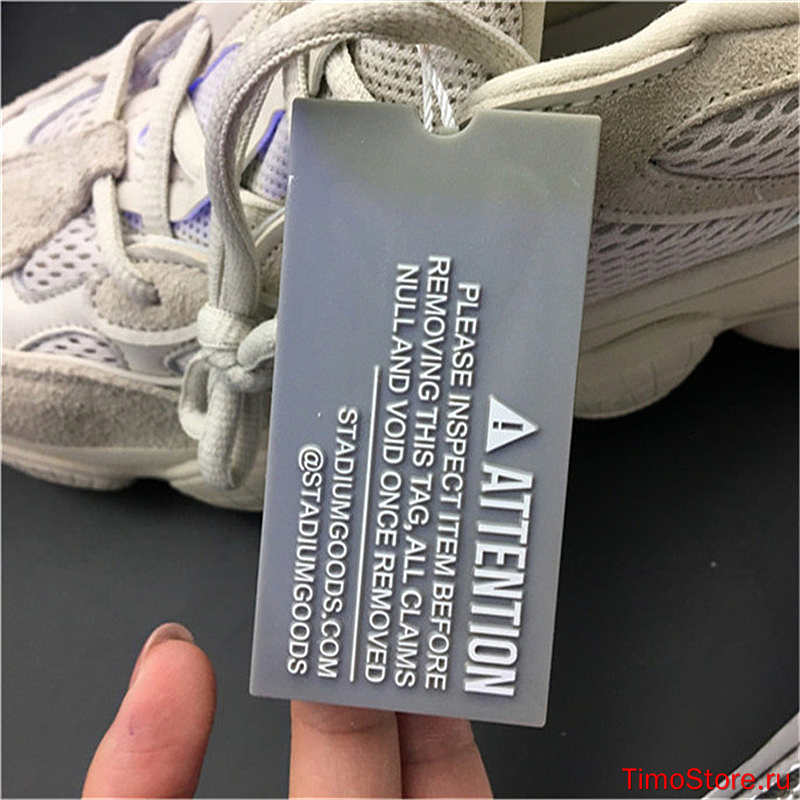 ATTENTION
PLEASE INSPECT ITEM BEFORE
REMOVING THIS TAG, ALL CLAIMS
NULL AND VOID ONCE REMOVED
STADIUMGOODS.COM
@STADIUMGOODS
TimoStore.ru